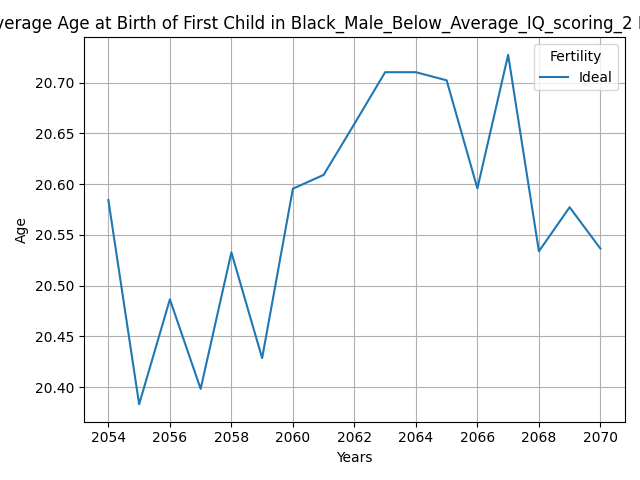 verage Age at Birth of First Child in Black_Male_Below_Average_IQ_scoring_2
Fertility
Ideal
20.70
20.65
20.60
20.55
20.50
20.45
20.40
Age
2054 2056 2058 2060 2062 2064 2066 2068 2070
Years